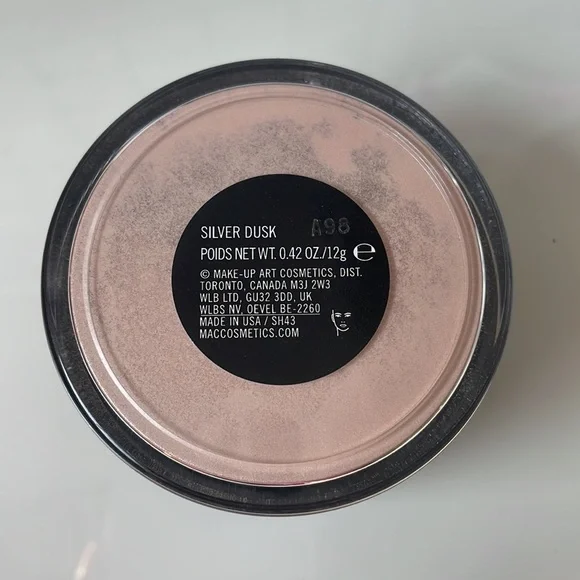 SILVER DUSK A98
POIDS NET WT. 0.42 OZ./12g e
© MAKE-UP ART COSMETICS, DIST.
TORONTO, CANADA M3J 2W3
WLB LTD, GU32 3DD, UK
WLBS NV, OEVEL BE-2260
MADE IN USA / SH43
MACCOSMETICS.COM